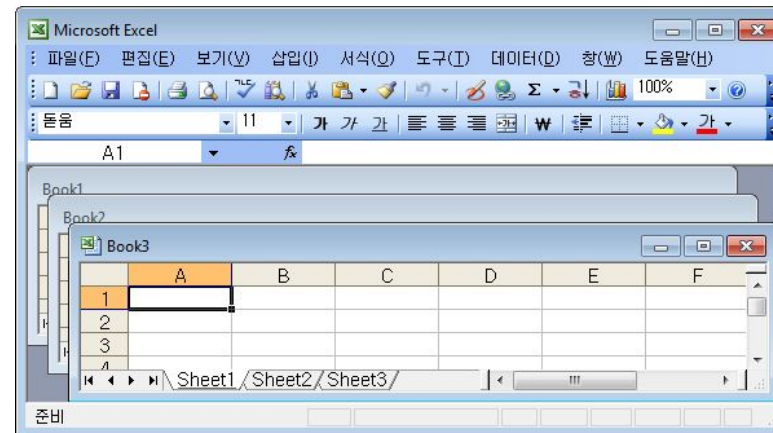 Microsoft Excel
파일(F) 편집(E) 보기(V) 삽입(I) 서식(O) 도구(T) 데이터(D) 창(W) 도움말(H)
100%
돋움 11 가 가 가 ₩ 가
A1 fx
Book1
Book2
Book3
A B C D E F
1
2
3
4
Sheet1 Sheet2 Sheet3
준비